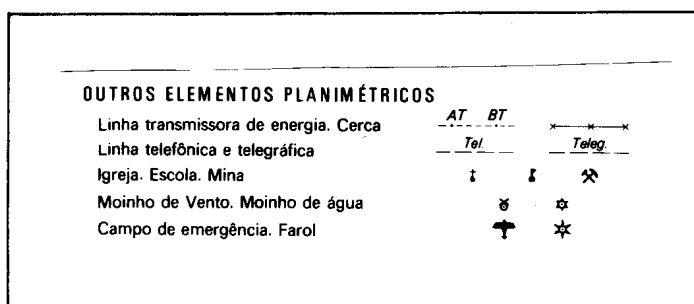 OUTROS ELEMENTOS PLANIMÉTRICOS
Linha transmissora de energia. Cerca AT BT
Linha telefônica e telegráfica Tel. Teleg.
Igreja. Escola. Mina
Moinho de Vento. Moinho de água
Campo de emergência. Farol